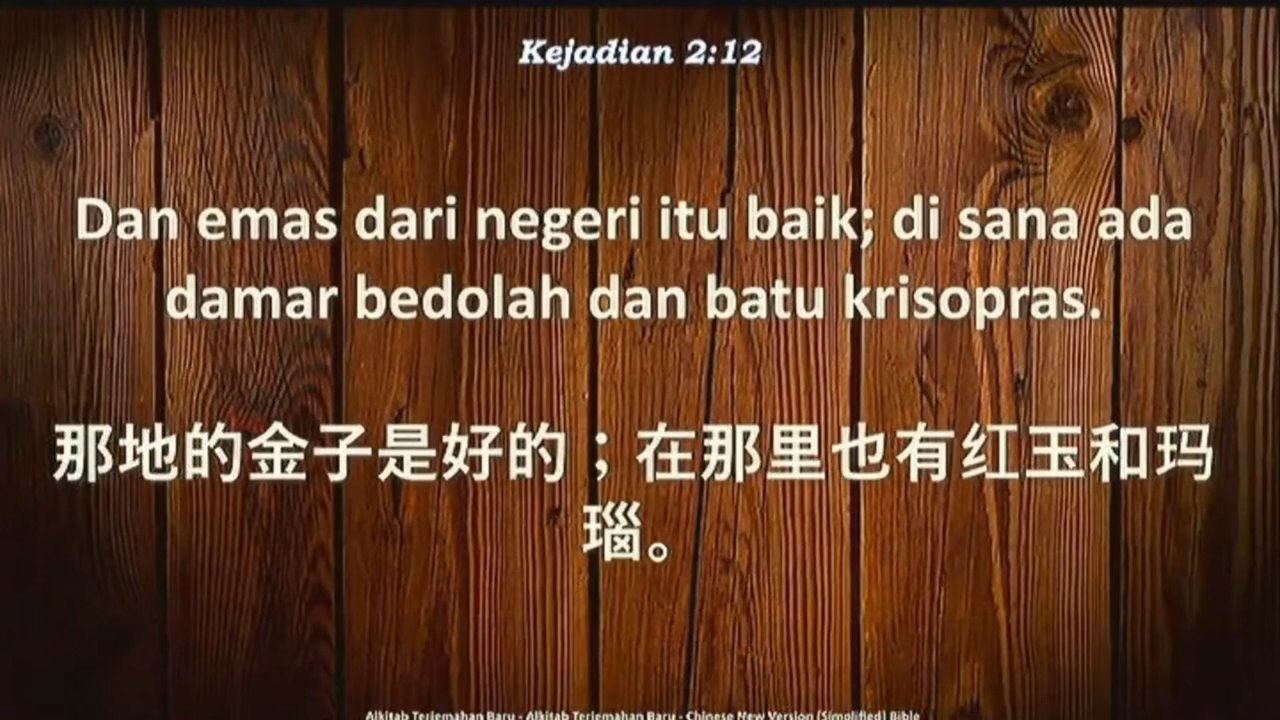 Kejadian 2:12
Dan emas dari negeri itu baik; di sana ada
damar bedolah dan batu krisopras.
那地的金子是好的；在那里也有红玉和玛
瑙。
Alkitab Terjemahan Baru - Alkitab Terjemahan Baru - Chinese New Version (Simplified) Bible